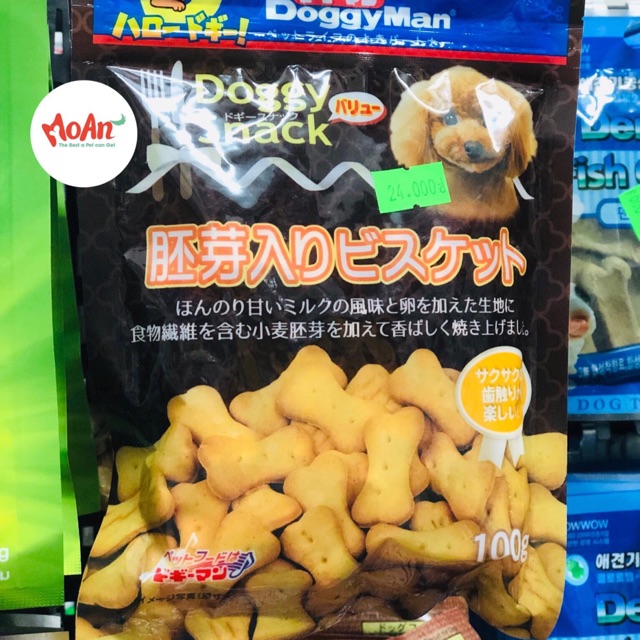 DoggyMan
ハロードギー!
MoAn
The Best a Pet can Get
Doggy
ドギースナック
バリュー
Snack
24.000đ
胚芽入りビスケット
ほんのり甘いミルクの風味と卵を加えた生地に
食物繊維を含む小麦胚芽を加えて香ばしく焼き上げました。
サクサク
歯触り
楽しい
100g
ペットフードは
ドギーマン
WOWWOW
애견기
DOG T